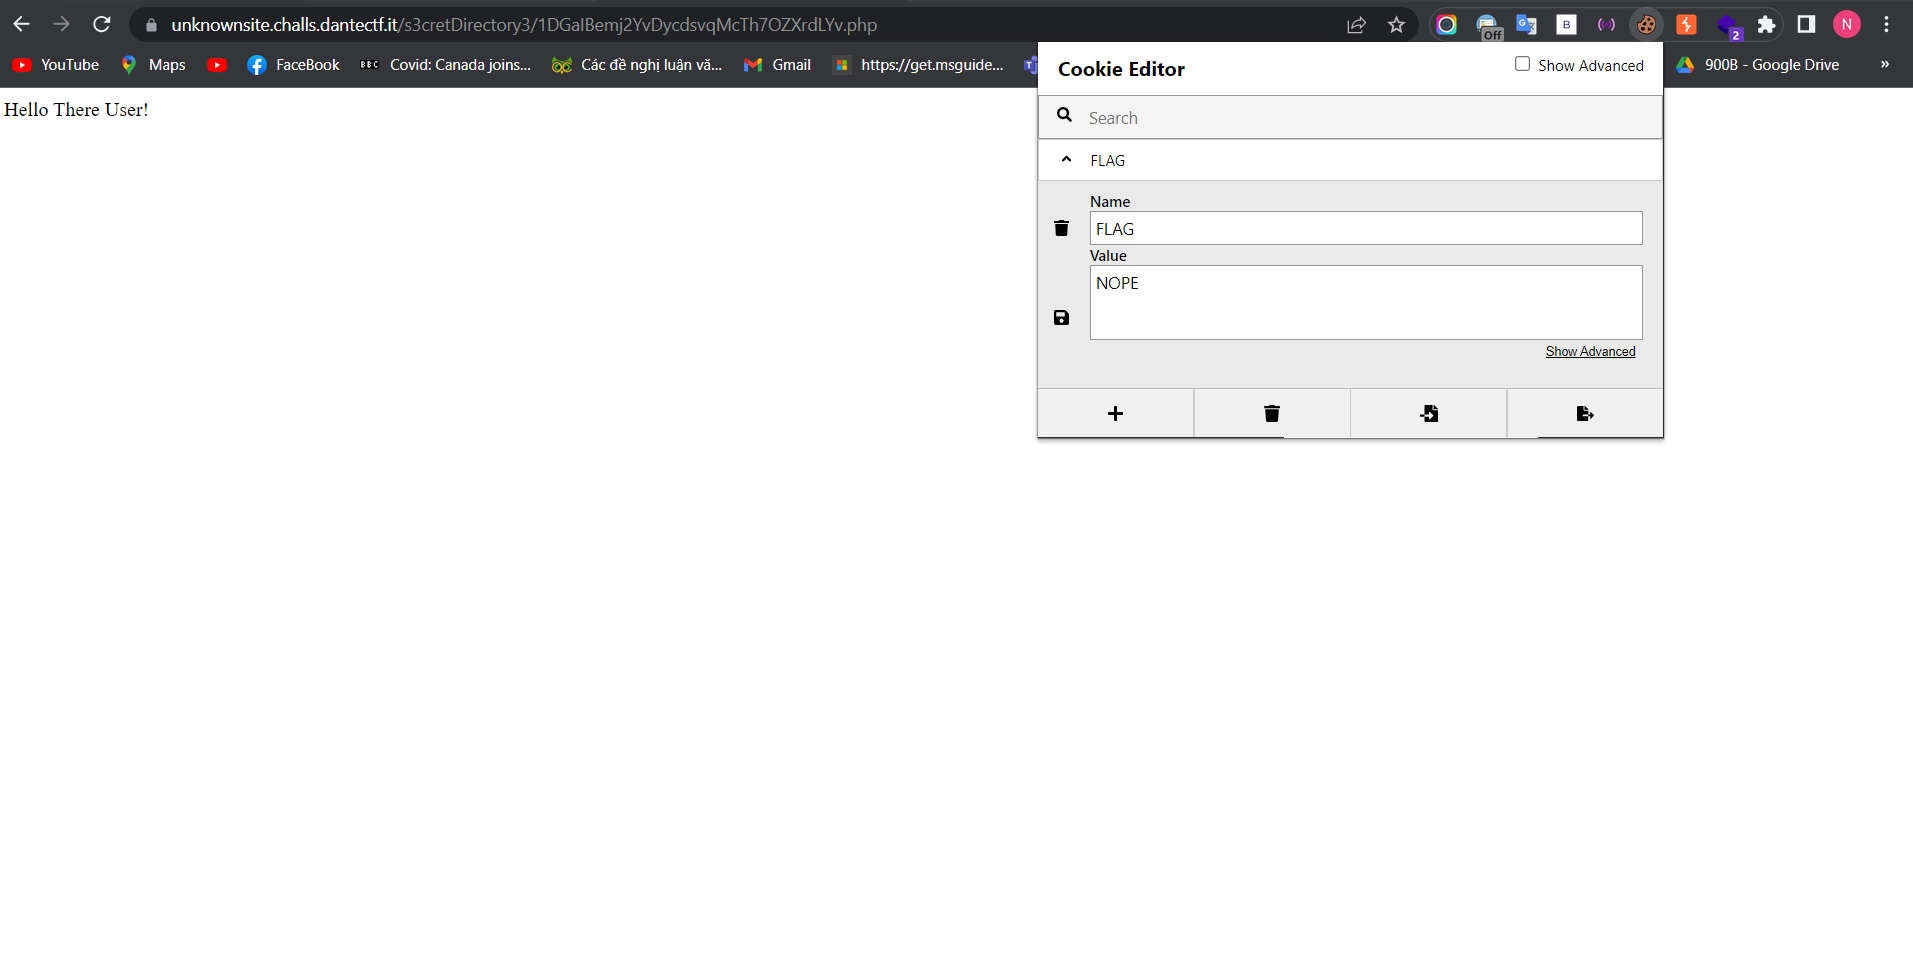 unknownsite.challs.dantectf.it/s3cretDirectory3/1DGalBemj2YvDycdsvqMcTh7OZXrdLYv.php
Off
B
2
N
YouTube Maps FaceBook BBC Covid: Canada joins... Các đề nghị luận vă... Gmail https://get.msguide... T 900B - Google Drive »
Hello There User!
Cookie Editor
Show Advanced
Search
FLAG
Name
FLAG
Value
NOPE
Show Advanced